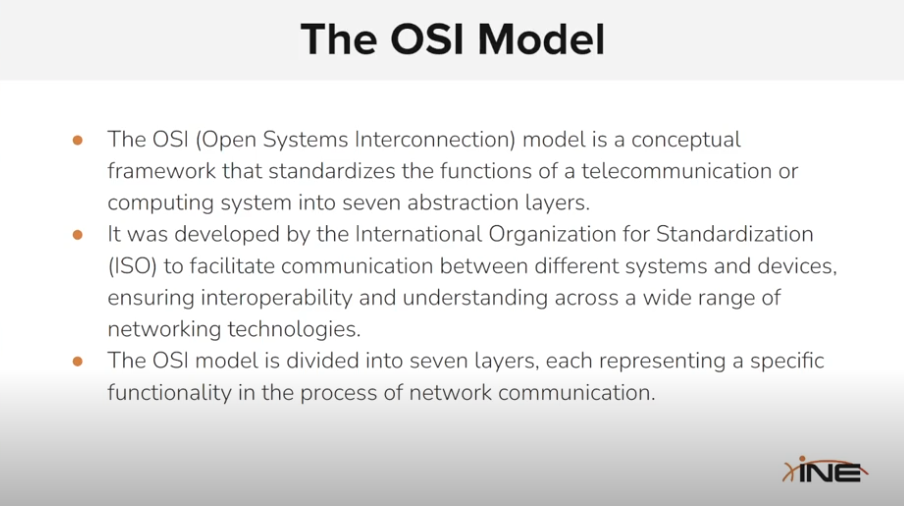 The OSI Model
● The OSI (Open Systems Interconnection) model is a conceptual
framework that standardizes the functions of a telecommunication or
computing system into seven abstraction layers.
● It was developed by the International Organization for Standardization
(ISO) to facilitate communication between different systems and devices,
ensuring interoperability and understanding across a wide range of
networking technologies.
● The OSI model is divided into seven layers, each representing a specific
functionality in the process of network communication.
INE